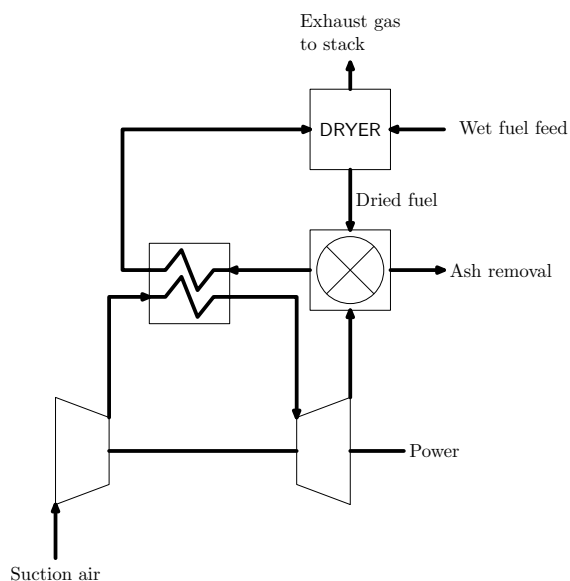 Exhaust gas
to stack
DRYER
Wet fuel feed
Dried fuel
Ash removal
Power
Suction air